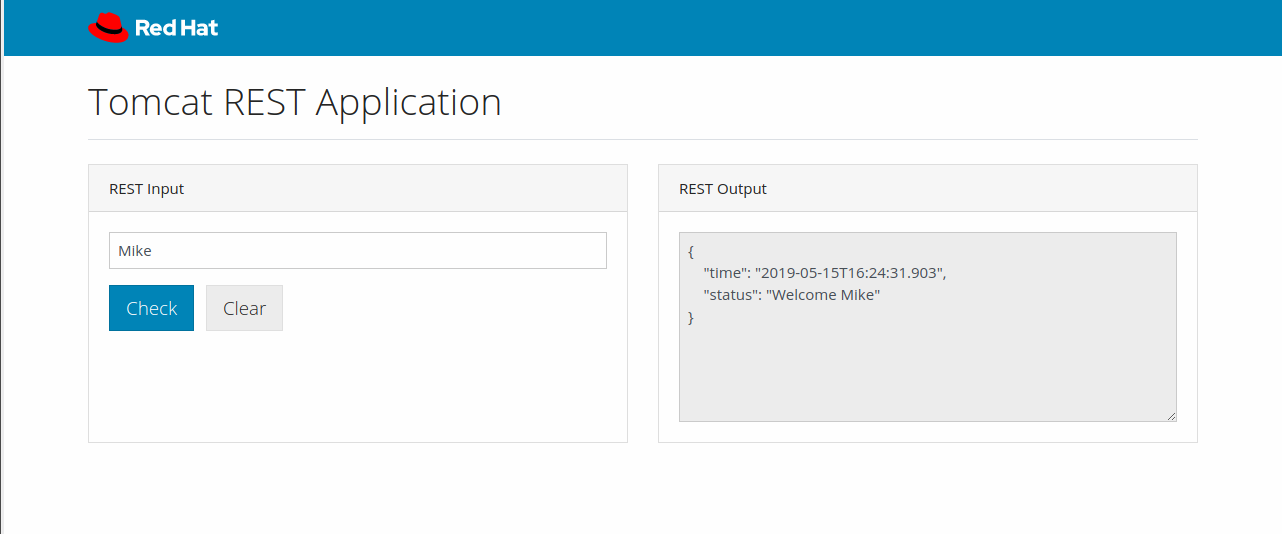 Red Hat
Tomcat REST Application
REST Input
Mike
Check
Clear
REST Output
{
"time": "2019-05-15T16:24:31.903",
"status": "Welcome Mike"
}